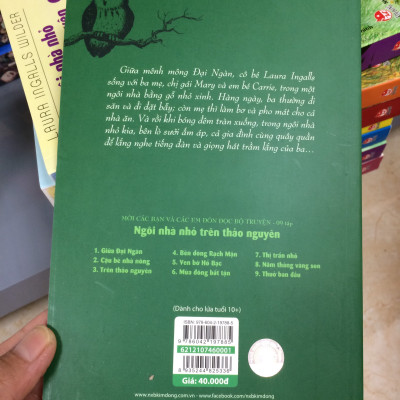 LAURA INGALLS WILDER
Giữa mênh mông Đại Ngàn, cô bé Laura Ingalls
sống với ba mẹ, chị gái Mary và em bé Carrie, trong một
ngôi nhà bằng gỗ nhỏ xinh. Hàng ngày, ba thường đi
săn và đi đặt bẫy; còn mẹ thì làm bơ và pho mát cho cả
nhà ăn. Và rồi khi bóng đêm tràn xuống, trong ngôi nhà
nhỏ kia, bên lò sưởi ấm áp, cả gia đình cùng quây quần
để lắng nghe tiếng đàn và giọng hát trầm lắng của ba...
MỜI CÁC BẠN VÀ CÁC EM ĐÓN ĐỌC BỘ TRUYỆN - 09 tập
Ngôi nhà nhỏ trên thảo nguyên
1. Giữa Đại Ngàn
2. Cậu bé nhà nông
3. Trên thảo nguyên
4. Bên dòng Rạch Mận
5. Ven bờ Hồ Bạc
6. Mùa đông bất tận
7. Thị trấn nhỏ
8. Năm tháng vàng son
9. Thuở ban đầu
(Dành cho lứa tuổi 10+)
6212107460001
Giá: 40.000đ
www.nxbkimdong.com.vn - www.facebook.com/nxbkimdong